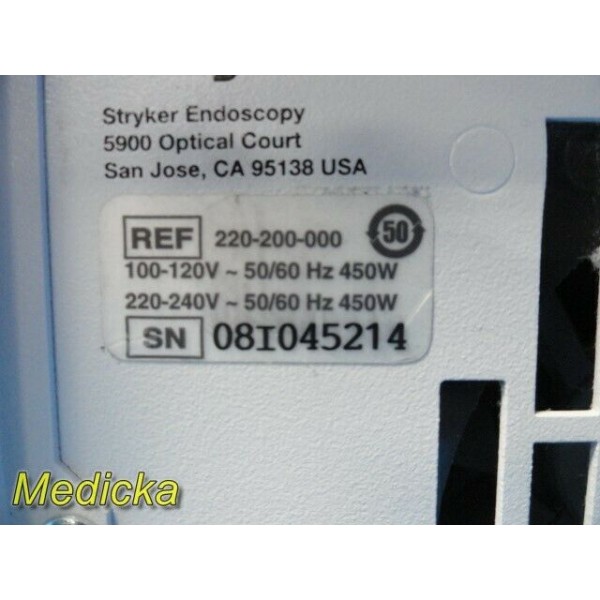 Stryker Endoscopy
5900 Optical Court
San Jose, CA 95138 USA
REF 220-200-000 50
100-120V ~ 50/60 Hz 450W
220-240V ~ 50/60 Hz 450W
SN 08I045214
Medicka